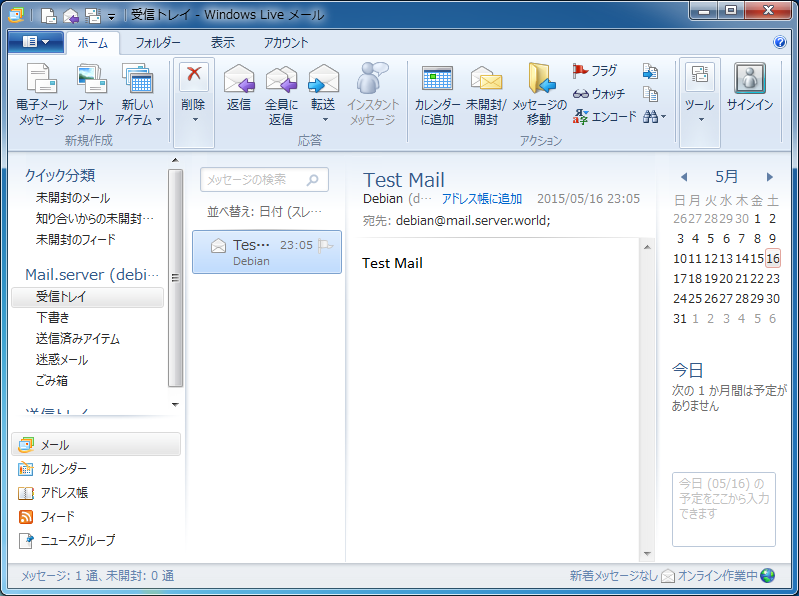 受信トレイ - Windows Live メール
ホーム フォルダー 表示 アカウント
電子メール
メッセージ
フォト
メール
新しい
アイテム
新規作成
削除
返信
全員に
返信
転送
インスタント
メッセージ
応答
カレンダー
に追加
未開封/
開封
メッセージの
移動
フラグ
ウォッチ
エンコード
アクション
ツール
サインイン
クイック分類
未開封のメール
知り合いからの未開封…
未開封のフィード
Mail.server (debi…
受信トレイ
下書き
送信済みアイテム
迷惑メール
ごみ箱
送信トレイ
メール
カレンダー
アドレス帳
フィード
ニュースグループ
メッセージの検索
並べ替え: 日付 (スレ…
Tes… 23:05
Debian
Test Mail
Debian (d… アドレス帳に追加 2015/05/16 23:05
宛先: debian@mail.server.world;
Test Mail
5月
日 月 火 水 木 金 土
26 27 28 29 30 1 2
3 4 5 6 7 8 9
10 11 12 13 14 15 16
17 18 19 20 21 22 23
24 25 26 27 28 29 30
31 1 2 3 4 5 6
今日
次の 1 か月間は予定が
ありません
今日 (05/16) の
予定をここから入力
できます
メッセージ: 1 通、未開封: 0 通
新着メッセージなし オンライン作業中